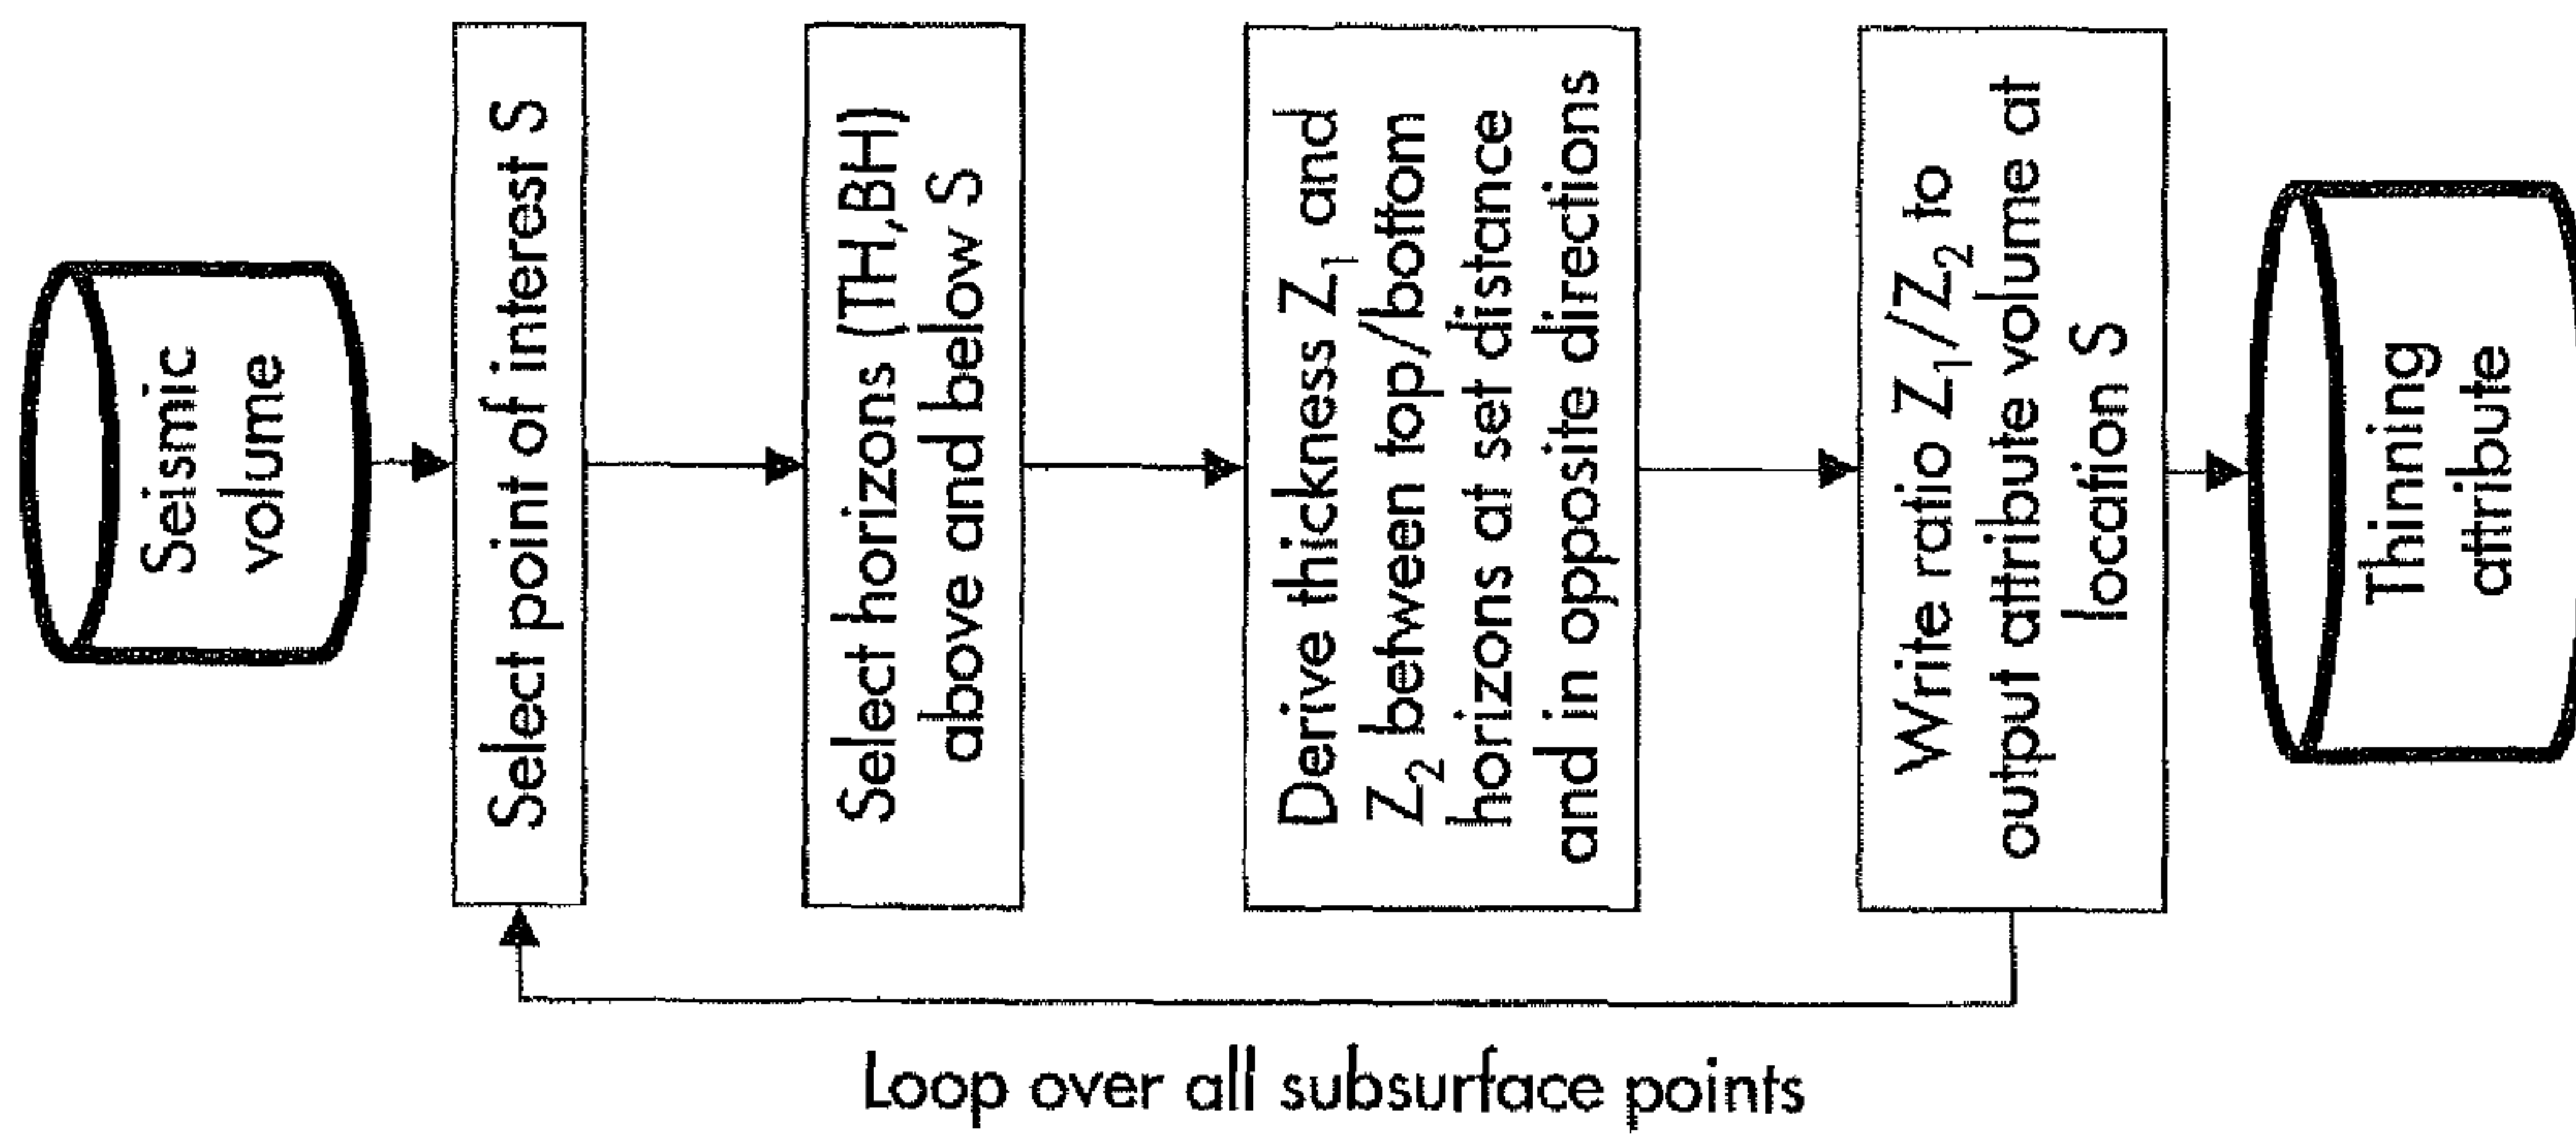 Seismic
volume
Select point of interest S
Select horizons (TH,BH)
above and below S
Derive thickness Z₁ and
Z₂ between top/bottom
horizons at set distance
and in opposite directions
Write ratio Z₁/Z₂ to
output attribute volume at
location S
Thinning
attribute
Loop over all subsurface points